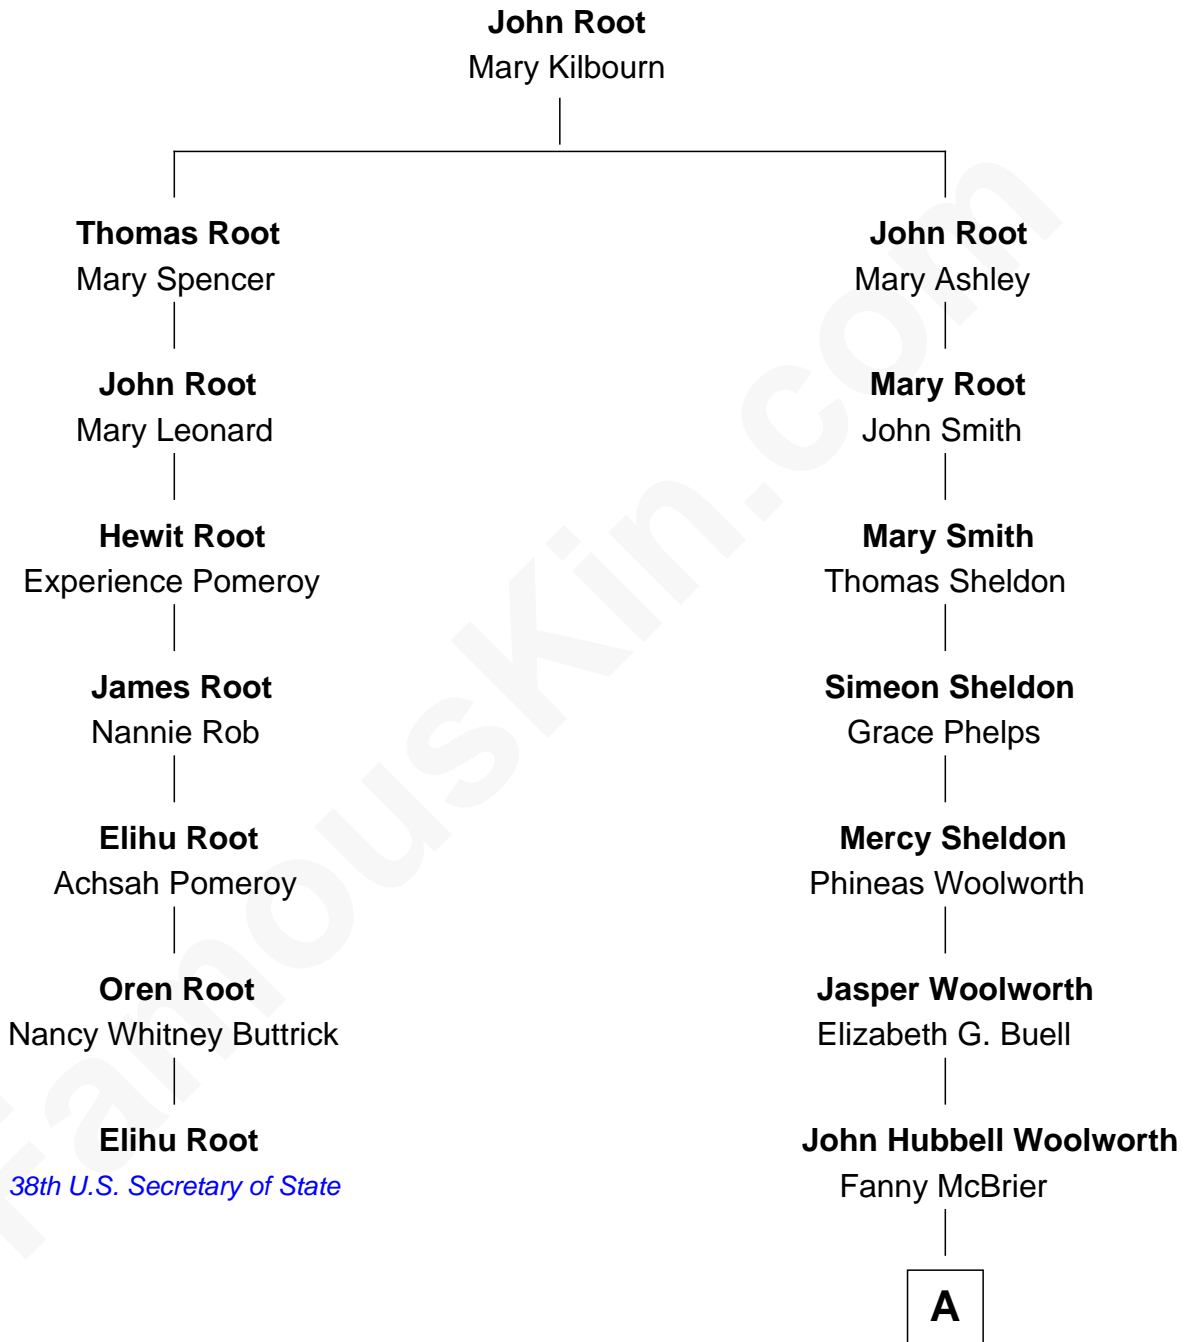 John Root
Mary Kilbourn
Thomas Root
Mary Spencer
John Root
Mary Ashley
John Root
Mary Leonard
Mary Root
John Smith
Hewit Root
Experience Pomeroy
Mary Smith
Thomas Sheldon
James Root
Nannie Rob
Simeon Sheldon
Grace Phelps
Elihu Root
Achsah Pomeroy
Mercy Sheldon
Phineas Woolworth
Oren Root
Nancy Whitney Buttrick
Jasper Woolworth
Elizabeth G. Buell
Elihu Root
38th U.S. Secretary of State
John Hubbell Woolworth
Fanny McBrier
A
FamousKin.com